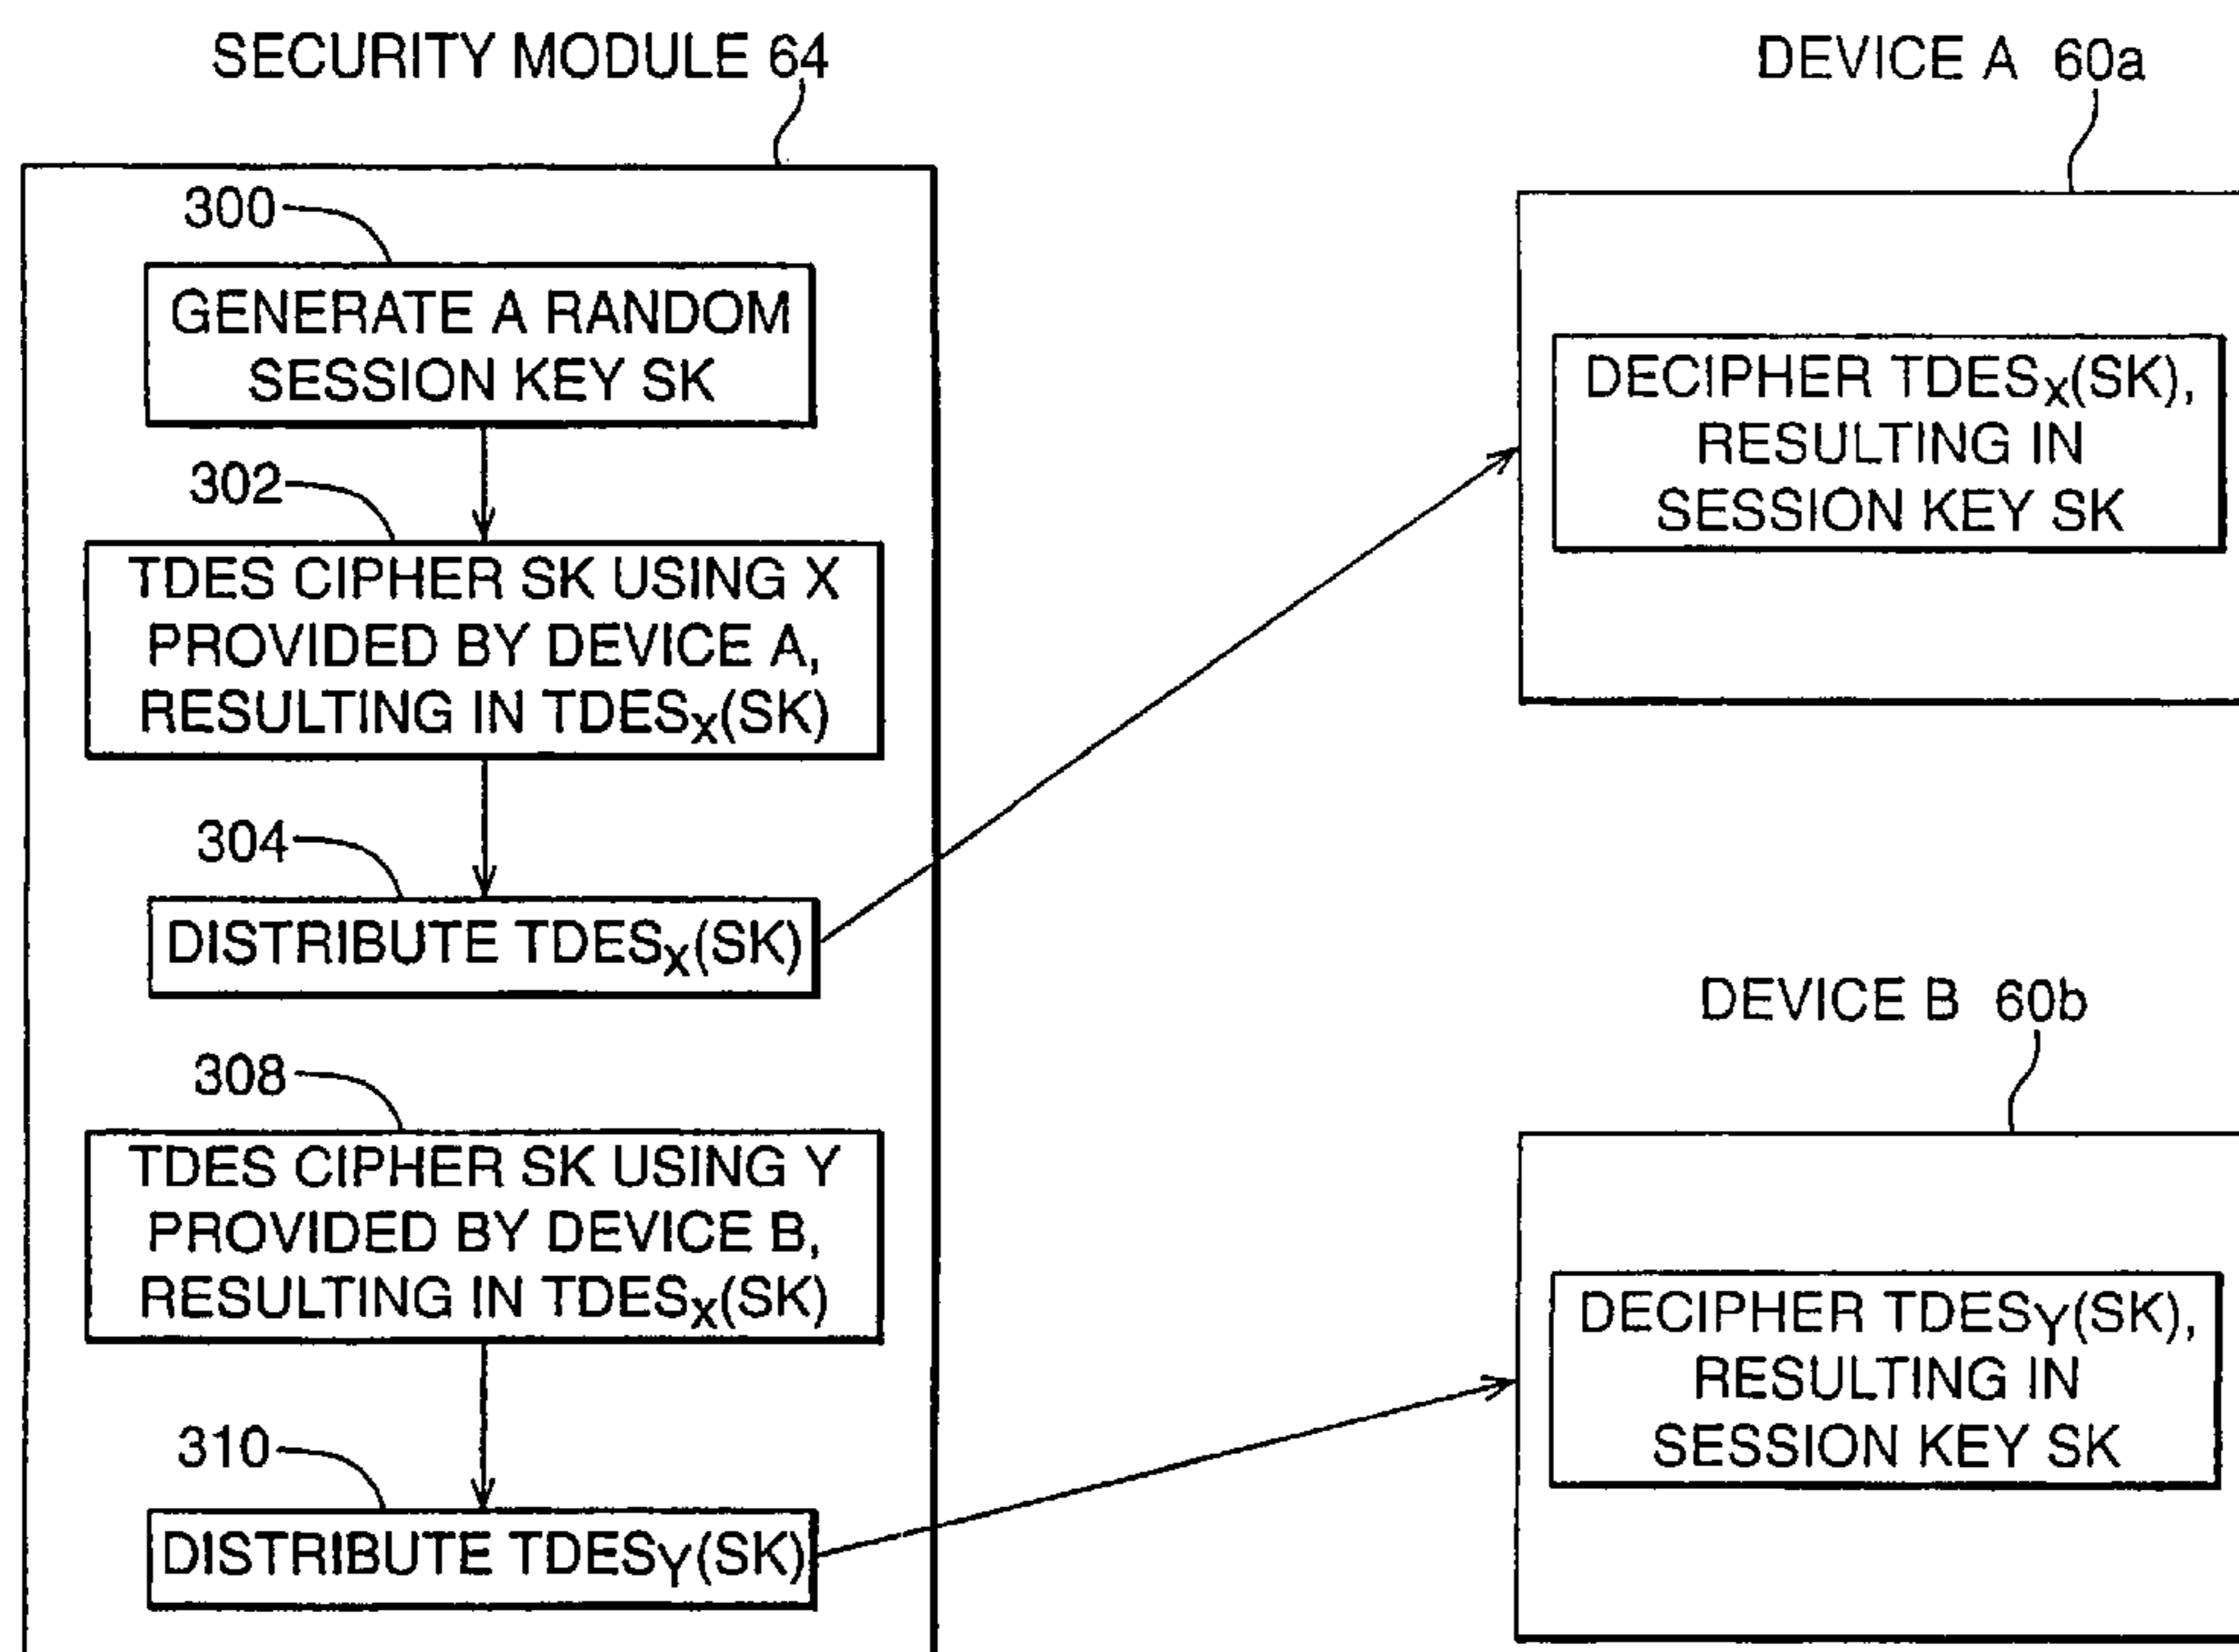 SECURITY MODULE 64
300
GENERATE A RANDOM
SESSION KEY SK
302
TDES CIPHER SK USING X
PROVIDED BY DEVICE A,
RESULTING IN TDESX(SK)
304
DISTRIBUTE TDESX(SK)
308
TDES CIPHER SK USING Y
PROVIDED BY DEVICE B,
RESULTING IN TDESX(SK)
310
DISTRIBUTE TDESY(SK)
DEVICE A 60a
DECIPHER TDESX(SK),
RESULTING IN
SESSION KEY SK
DEVICE B 60b
DECIPHER TDESY(SK),
RESULTING IN
SESSION KEY SK